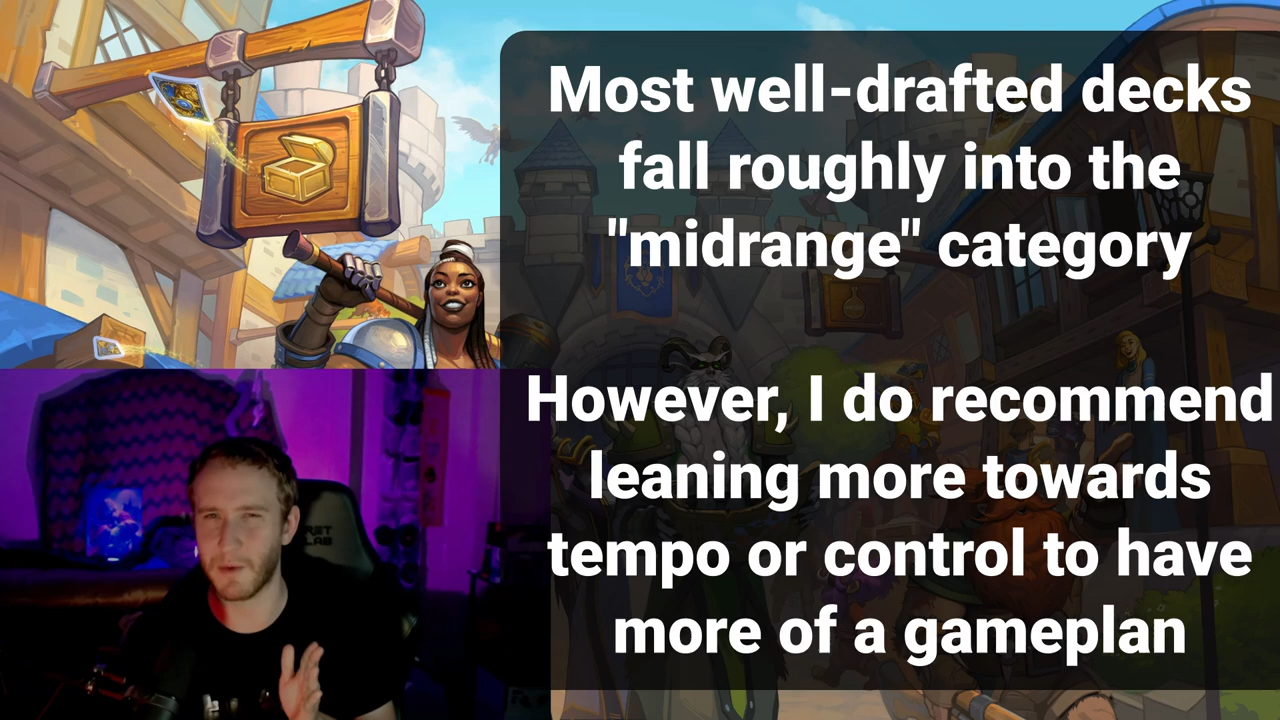 Most well-drafted decks
fall roughly into the
"midrange" category
However, I do recommend
leaning more towards
tempo or control to have
more of a gameplan
LAB